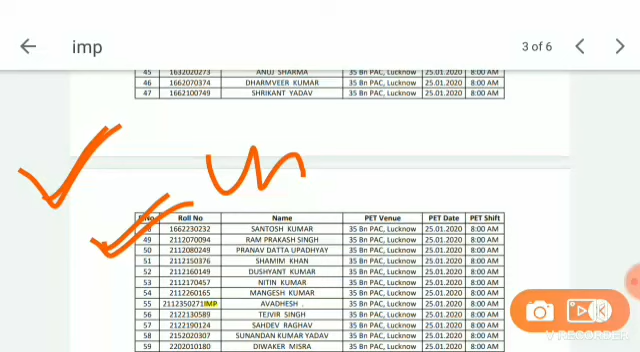 imp 3 of 6
45 1632020273 ANUJ SHARMA 35 Bn PAC, Lucknow 25.01.2020 8:00 AM
46 1662070374 DHARMVEER KUMAR 35 Bn PAC, Lucknow 25.01.2020 8:00 AM
47 1662100749 SHRIKANT YADAV 35 Bn PAC, Lucknow 25.01.2020 8:00 AM
S.No Roll No Name PET Venue PET Date PET Shift
48 1662230232 SANTOSH KUMAR 35 Bn PAC, Lucknow 25.01.2020 8:00 AM
49 2112070094 RAM PRAKASH SINGH 35 Bn PAC, Lucknow 25.01.2020 8:00 AM
50 2112080249 PRANAV DATTA UPADHYAY 35 Bn PAC, Lucknow 25.01.2020 8:00 AM
51 2112150376 SHAMIM KHAN 35 Bn PAC, Lucknow 25.01.2020 8:00 AM
52 2112160149 DUSHYANT KUMAR 35 Bn PAC, Lucknow 25.01.2020 8:00 AM
53 2112170457 NITIN KUMAR 35 Bn PAC, Lucknow 25.01.2020 8:00 AM
54 2112260165 MANGESH KUMAR 35 Bn PAC, Lucknow 25.01.2020 8:00 AM
55 2112350271IMP AVADHESH . 35 Bn PAC, Lucknow 25.01.2020 8:00 AM
56 2122130589 TEJVIR SINGH 35 Bn PAC, Lucknow 25.01.2020 8:00 AM
57 2122190124 SAHDEV RAGHAV 35 Bn PAC, Lucknow 25.01.2020 8:00 AM
58 2152020307 SUNANDAN KUMAR YADAV 35 Bn PAC, Lucknow 25.01.2020 8:00 AM
59 2202010180 DIWAKER MISRA 35 Bn PAC, Lucknow 25.01.2020 8:00 AM
V RECORDER